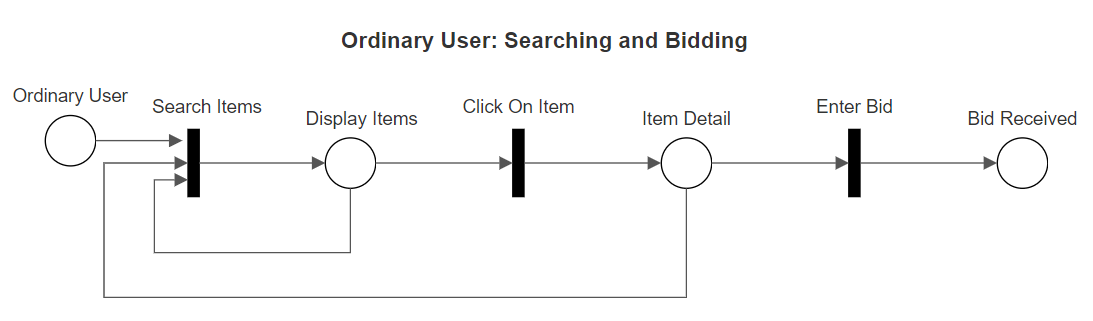 Ordinary User: Searching and Bidding
Ordinary User
Search Items
Display Items
Click On Item
Item Detail
Enter Bid
Bid Received